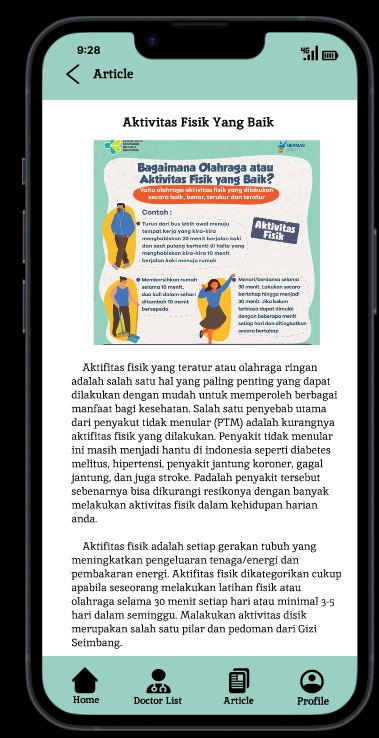 9:28
4G
Article
Aktivitas Fisik Yang Baik
KEMENTERIAN
KESEHATAN
REPUBLIK
INDONESIA
GERMAS
Bagaimana Olahraga atau
Aktivitas Fisik yang Baik?
Yaitu olahraga aktivitas fisik yang dilakukan
secara baik, benar, terukur dan teratur
Contoh :
Turun dari bus lebih awal menuju
tempat kerja yang kira-kira
menghabiskan 20 menit berjalan kaki
dan saat pulang berhenti di halte yang
menghabiskan kira-kira 10 menit
berjalan kaki menuju rumah
Aktivitas
Fisik
Membersihkan rumah
selama 10 menit,
dua kali dalam sehari
ditambah 10 menit
bersepeda
Menari/berdansa selama
30 menit. Lakukan secara
bertahap hingga menjadi
30 menit. Jika belum
terbiasa dapat dimulai
dengan beberapa menit
setiap hari dan ditingkatkan
secara bertahap
Aktifitas fisik yang teratur atau olahraga ringan
adalah salah satu hal yang paling penting yang dapat
dilakukan dengan mudah untuk memperoleh berbagai
manfaat bagi kesehatan. Salah satu penyebab utama
dari penyakut tidak menular (PTM) adalah kurangnya
aktifitas fisik yang dilakukan. Penyakit tidak menular
ini masih menjadi hantu di indonesia seperti diabetes
melitus, hipertensi, penyakit jantung koroner, gagal
jantung, dan juga stroke. Padalah penyakit tersebut
sebenarnya bisa dikurangi resikonya dengan banyak
melakukan aktivitas fisik dalam kehidupan harian
anda.
Aktifitas fisik adalah setiap gerakan tubuh yang
meningkatkan pengeluaran tenaga/energi dan
pembakaran energi. Aktifitas fisik dikategorikan cukup
apabila seseorang melakukan latihan fisik atau
olahraga selama 30 menit setiap hari atau minimal 3-5
hari dalam seminggu. Malakukan aktivitas disik
merupakan salah satu pilar dan pedoman dari Gizi
Seimbang.
Home
Doctor List
Article
Profile